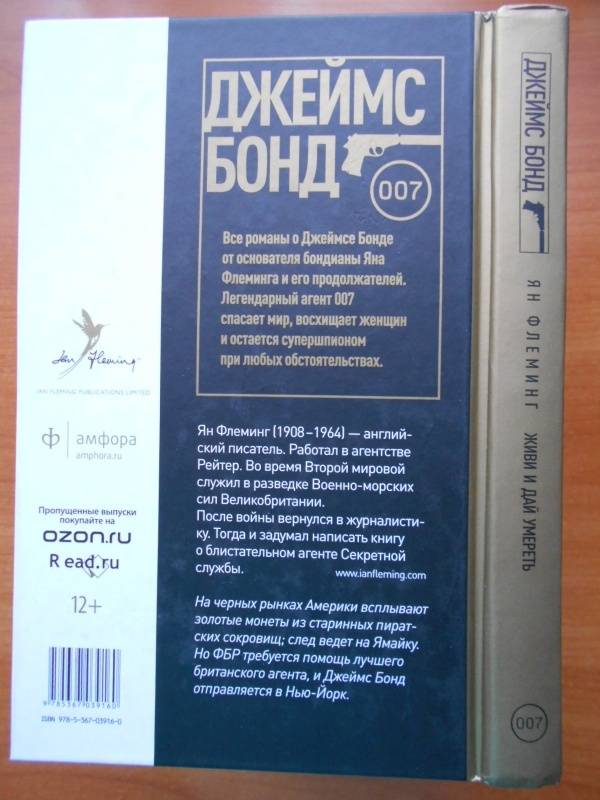 ДЖЕЙМС
БОНД
007
Все романы о Джеймсе Бонде
от основателя бондианы Яна
Флеминга и его продолжателей.
Легендарный агент 007
спасает мир, восхищает женщин
и остается супершпионом
при любых обстоятельствах.
Ian Fleming
IAN FLEMING PUBLICATIONS LIMITED
ф амфора
amphora.ru
Пропущенные выпуски
покупайте на
ozon.ru
Read.ru
12+
9785367039160
ISBN 978-5-367-03916-0
Ян Флеминг (1908–1964) — англий-
ский писатель. Работал в агентстве
Рейтер. Во время Второй мировой
служил в разведке Военно-морских
сил Великобритании.
После войны вернулся в журналисти-
ку. Тогда и задумал написать книгу
о блистательном агенте Секретной
службы.
www.ianfleming.com
На черных рынках Америки всплывают
золотые монеты из старинных пират-
ских сокровищ; след ведет на Ямайку.
Но ФБР требуется помощь лучшего
британского агента, и Джеймс Бонд
отправляется в Нью-Йорк.
ДЖЕЙМС БОНД
ЯН ФЛЕМИНГ ЖИВИ И ДАЙ УМЕРЕТЬ
007